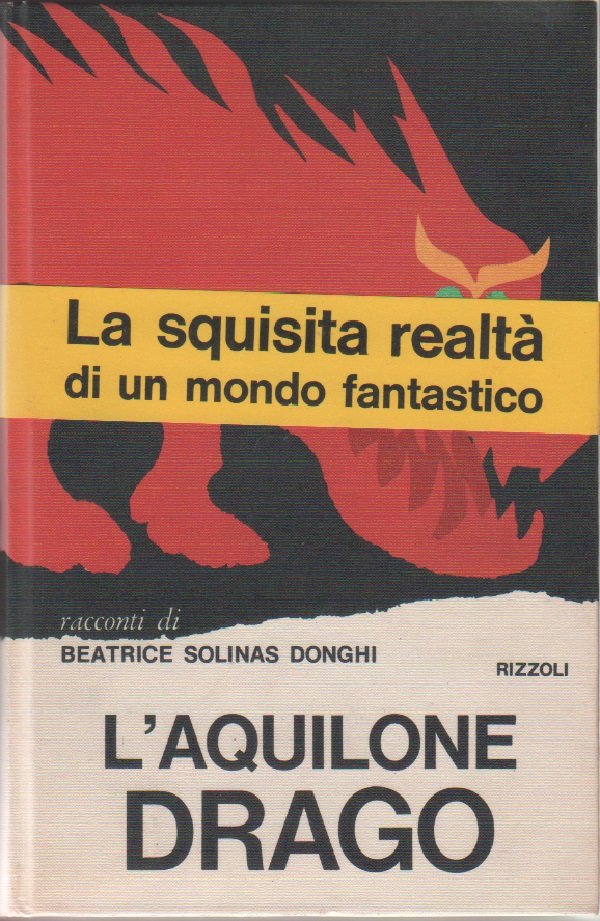 La squisita realtà
di un mondo fantastico
racconti di
BEATRICE SOLINAS DONGHI
RIZZOLI
L'AQUILONE
DRAGO